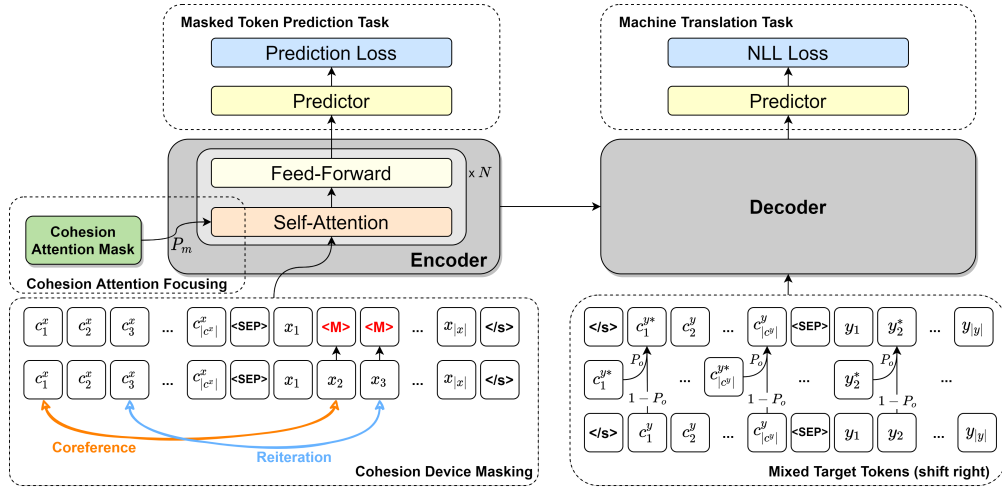 Masked Token Prediction Task
Prediction Loss
Predictor
Machine Translation Task
NLL Loss
Predictor
Feed-Forward
x N
Self-Attention
Encoder
Decoder
Cohesion
Attention Mask
P_m
Cohesion Attention Focusing
c_1^x c_2^x c_3^x ... c_{|c^x|}^x <SEP> x_1 <M> <M> ... x_{|x|} </s>
c_1^x c_2^x c_3^x ... c_{|c^x|}^x <SEP> x_1 x_2 x_3 ... x_{|x|} </s>
Coreference
Reiteration
Cohesion Device Masking
</s> c_1^{y*} c_2^y ... c_{|c^y|}^y <SEP> y_1 y_2^* ... y_{|y|}
P_o P_o P_o
c_1^{y*} ... c_{|c^y|}^{y*} ... y_2^* ...
1 - P_o 1 - P_o 1 - P_o
</s> c_1^y c_2^y ... c_{|c^y|}^y <SEP> y_1 y_2 ... y_{|y|}
Mixed Target Tokens (shift right)